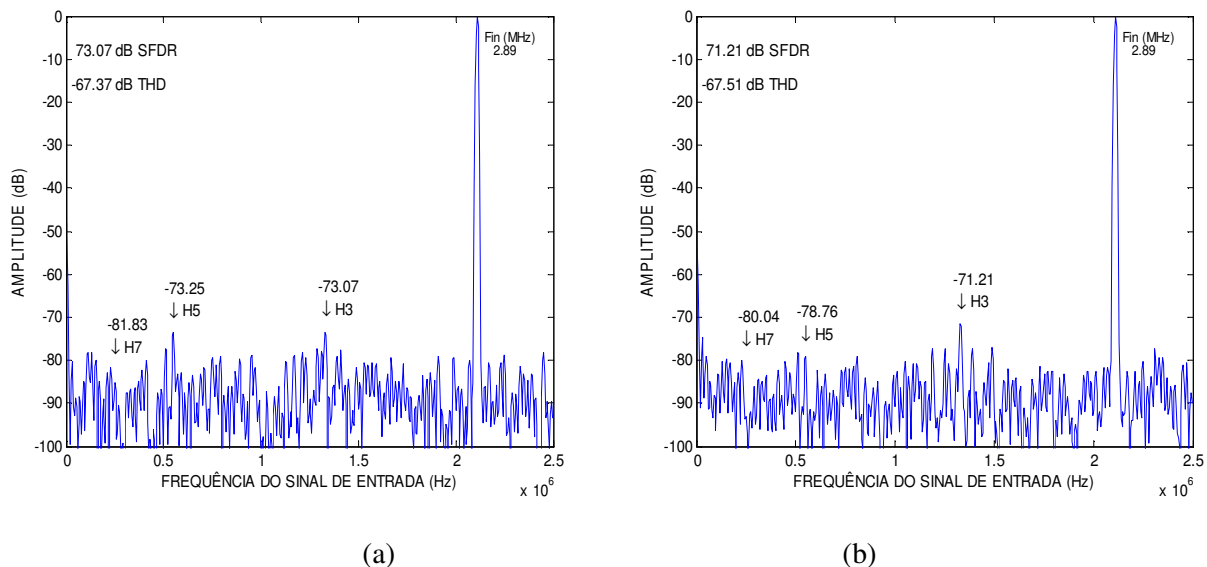 0
-10
-20
-30
-40
-50
-60
-70
-80
-90
-100
AMPLITUDE (dB)
73.07 dB SFDR
-67.37 dB THD
Fin (MHz)
2.89
-81.83
↓ H7
-73.25
↓ H5
-73.07
↓ H3
0 0.5 1 1.5 2 2.5
FREQUÊNCIA DO SINAL DE ENTRADA (Hz)
x 10^6
(a)
0
-10
-20
-30
-40
-50
-60
-70
-80
-90
-100
AMPLITUDE (dB)
71.21 dB SFDR
-67.51 dB THD
Fin (MHz)
2.89
-80.04
↓ H7
-78.76
↓ H5
-71.21
↓ H3
0 0.5 1 1.5 2 2.5
FREQUÊNCIA DO SINAL DE ENTRADA (Hz)
x 10^6
(b)